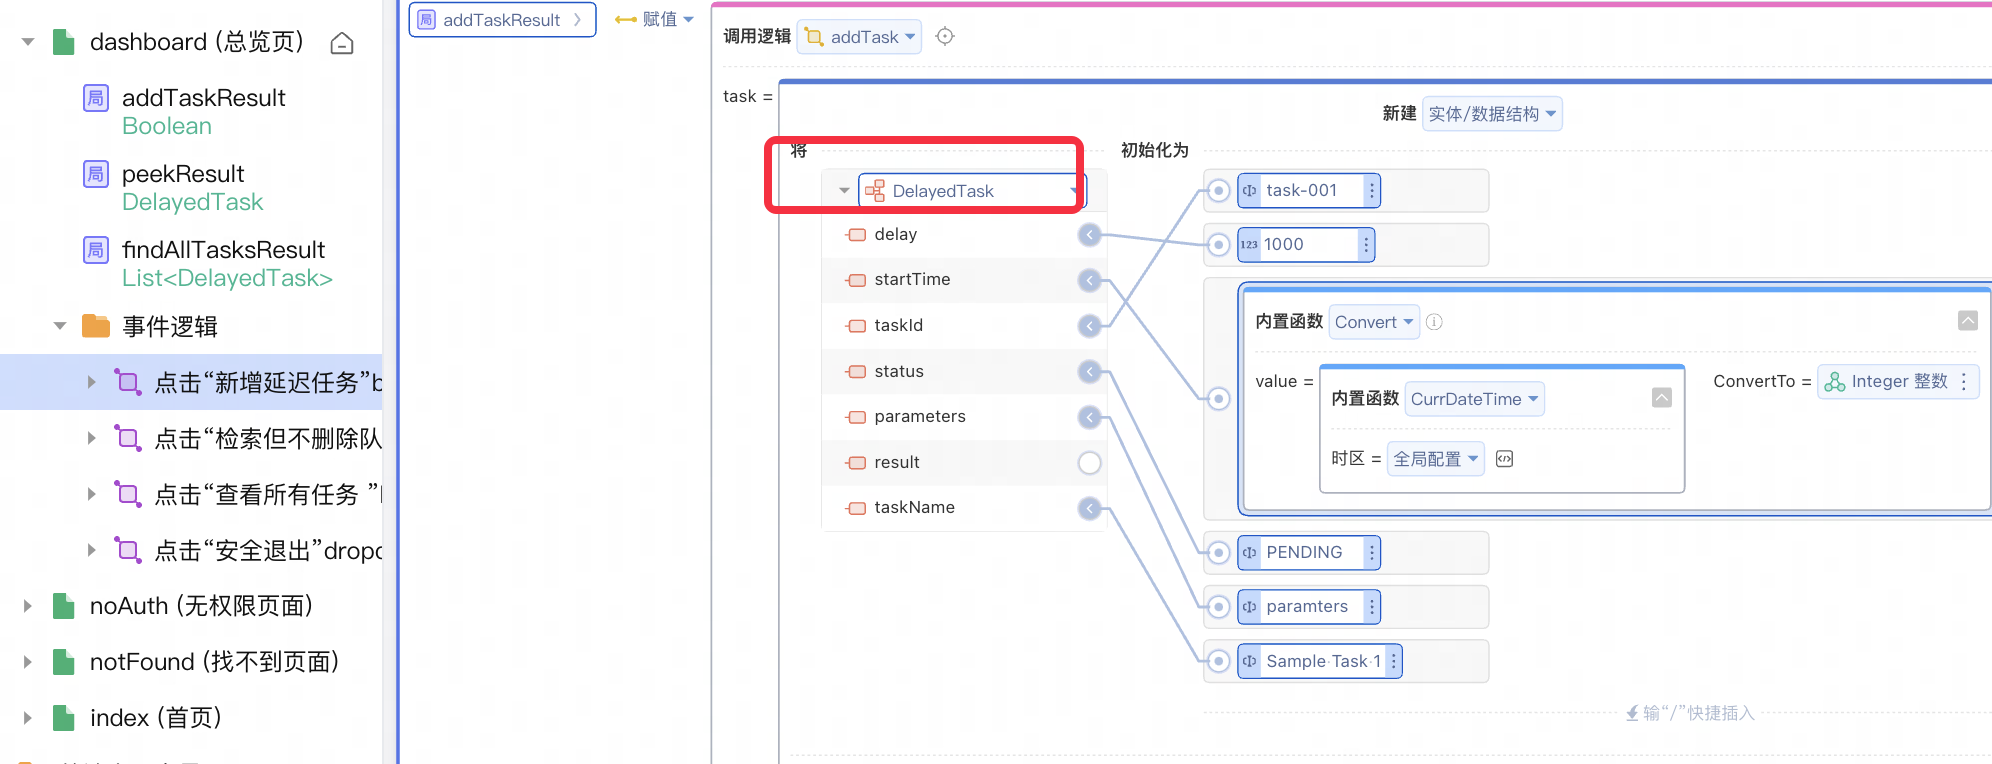 dashboard (总览页)
局 addTaskResult
Boolean
局 peekResult
DelayedTask
局 findAllTasksResult
List<DelayedTask>
事件逻辑
点击“新增延迟任务”b
点击“检索但不删除队
点击“查看所有任务 ”
点击“安全退出”dropd
noAuth (无权限页面)
notFound (找不到页面)
index (首页)
局 addTaskResult
赋值
调用逻辑 addTask
task =
新建 实体/数据结构
将
初始化为
DelayedTask
delay
startTime
taskId
status
parameters
result
taskName
task-001
123 1000
内置函数 Convert
value =
内置函数 CurrDateTime
时区 = 全局配置
ConvertTo = Integer 整数
PENDING
paramters
Sample·Task·1
输“/”快捷插入